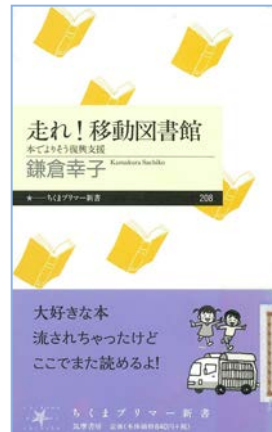 走れ！移動図書館
本でよりそう復興支援
鎌倉幸子 Kamakura Sachiko
★――ちくまプリマー新書 208
大好きな本
流されちゃったけど
ここでまた読めるよ!
ちくまプリマー新書
筑摩書房